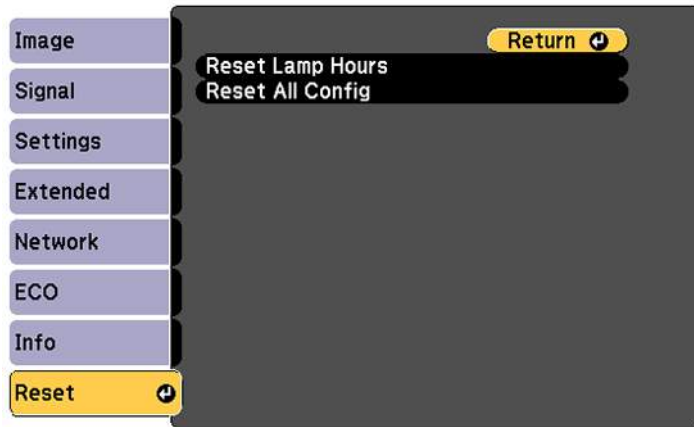 Image
Signal
Settings
Extended
Network
ECO
Info
Reset
Return
Reset Lamp Hours
Reset All Config